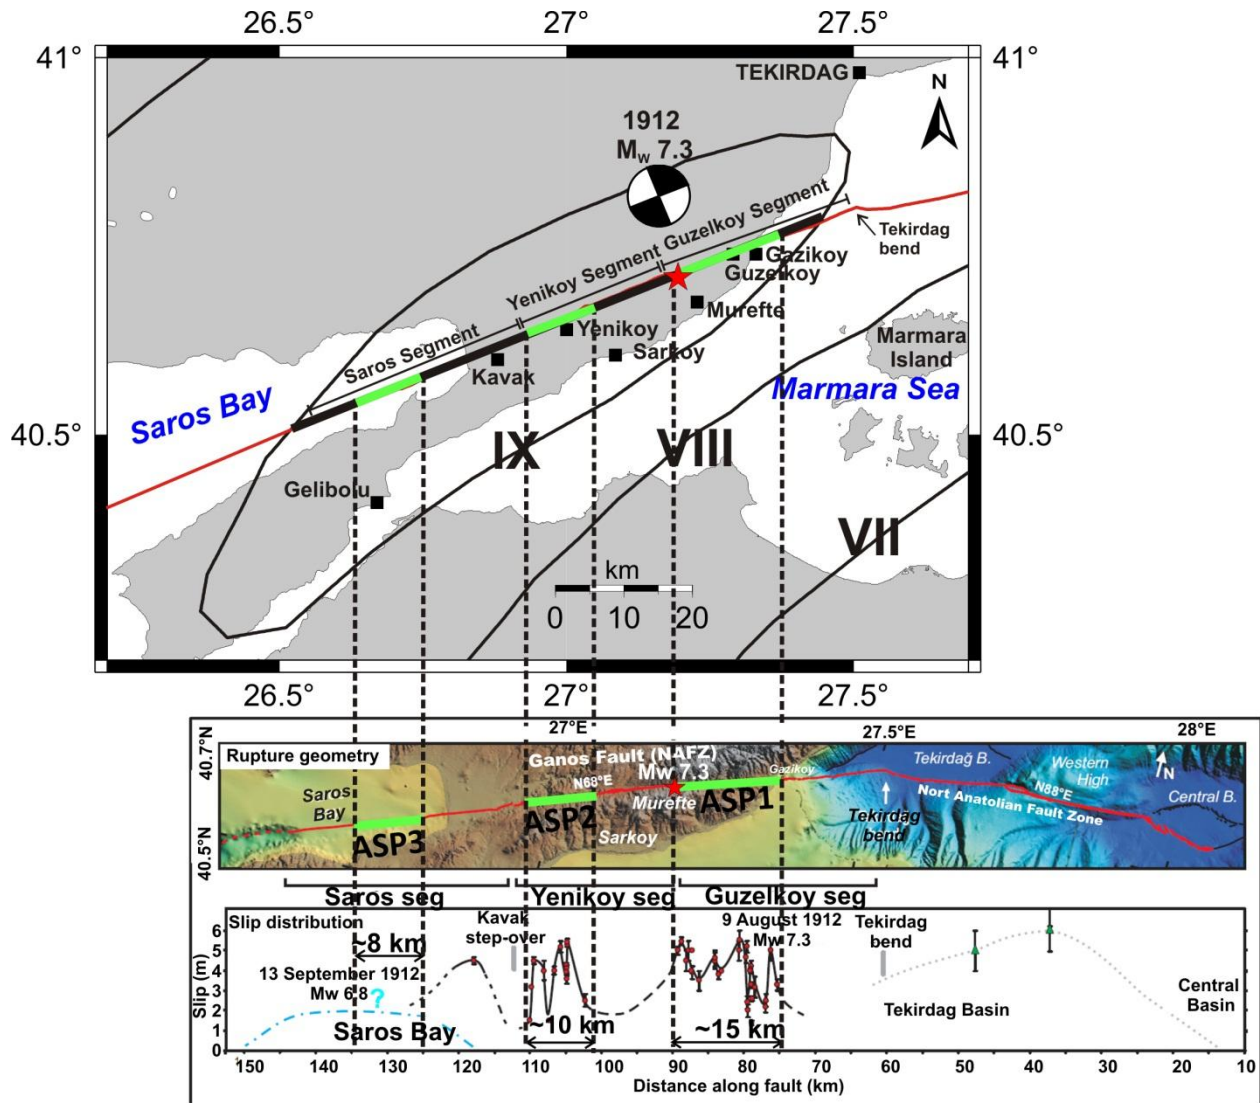 26.5°
27°
27.5°
41°
41°
TEKIRDAG
N
1912
Mw 7.3
Guzelkoy Segment
Tekirdag
bend
Gazikoy
Guzelkoy
Yenikoy Segment
Murefte
Yenikoy
Sarkoy
Marmara
Island
Saros Segment
Kavak
Marmara Sea
Saros Bay
40.5°
40.5°
IX
VIII
Gelibolu
VII
km
0 10 20
26.5°
27°
27.5°
27°E
27.5°E
28°E
40.7°N
40.5°N
Rupture geometry
Ganos Fault (NAFZ)
Mw 7.3
N68°E
Gazikoy
Tekirdağ B.
Western
High
N
Saros
Bay
Murefte
ASP1
ASP2
ASP3
Sarkoy
Tekirdag
bend
N88°E
Nort Anatolian Fault Zone
Central B.
Saros seg
Yenikoy seg
Guzelkoy seg
Slip distribution
Kavak
step-over
9 August 1912
Mw 7.3
Tekirdag
bend
~8 km
13 September 1912
Mw 6.8
?
Saros Bay
~10 km
~15 km
Tekirdag Basin
Central
Basin
Slip (m)
6
5
4
3
2
1
0
150 140 130 120 110 100 90 80 70 60 50 40 30 20 10
Distance along fault (km)